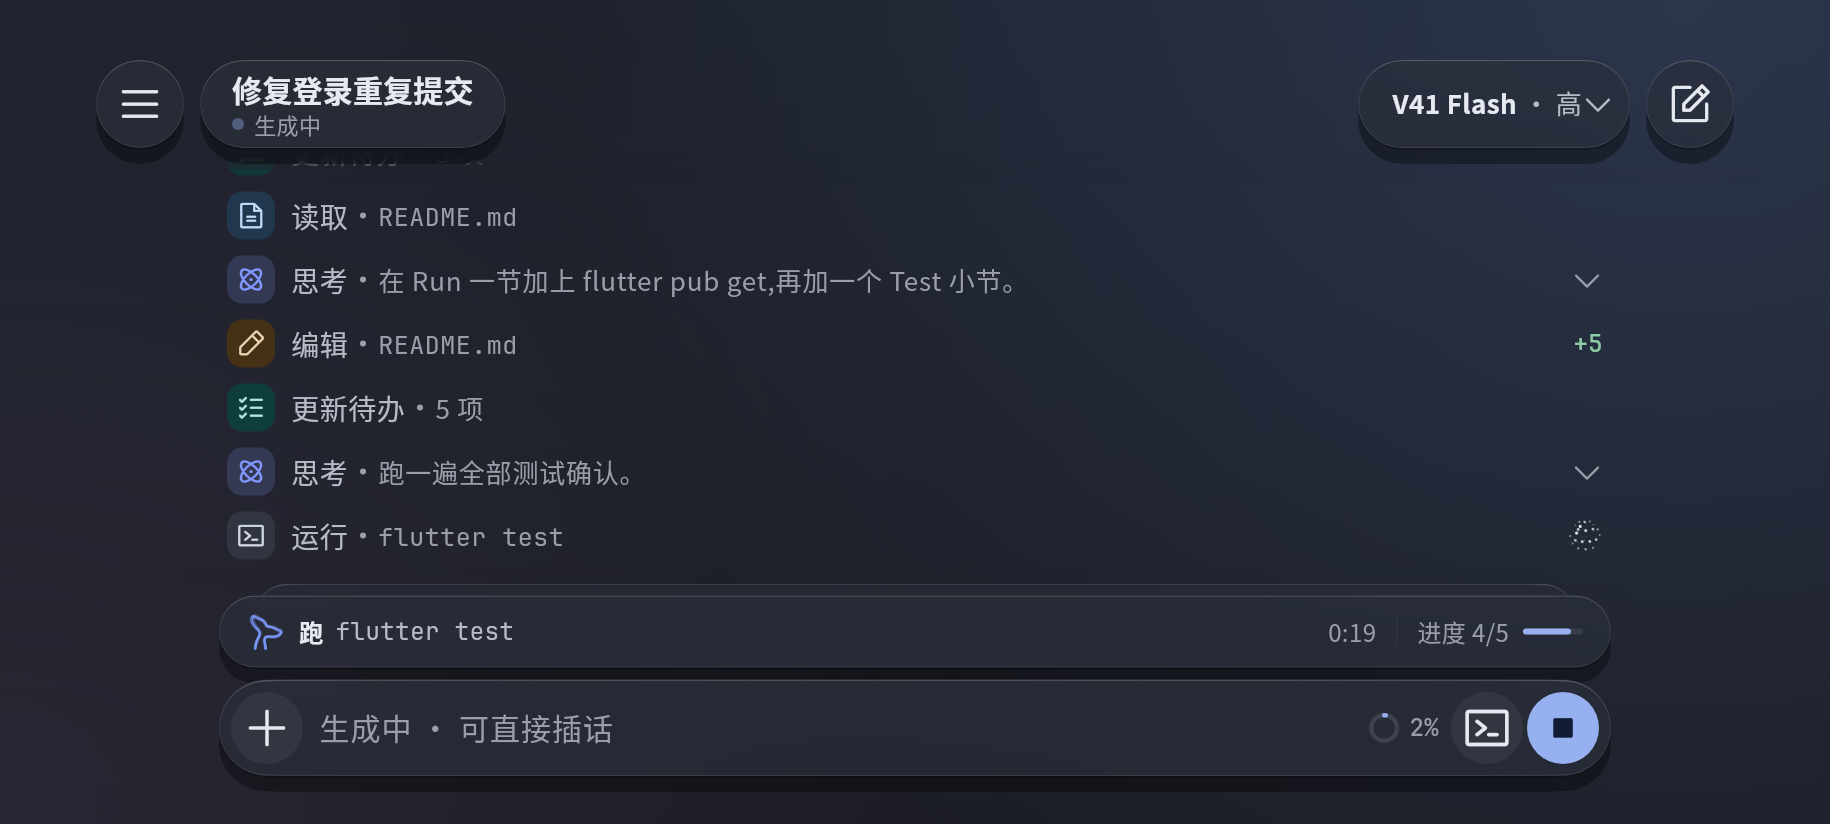 修复登录重复提交
生成中
V41 Flash · 高
读取 · README.md
思考 · 在 Run 一节加上 flutter pub get,再加一个 Test 小节。
编辑 · README.md
+5
更新待办 · 5 项
思考 · 跑一遍全部测试确认。
运行 · flutter test
跑 flutter test
0:19
进度 4/5
生成中 · 可直接插话
2%